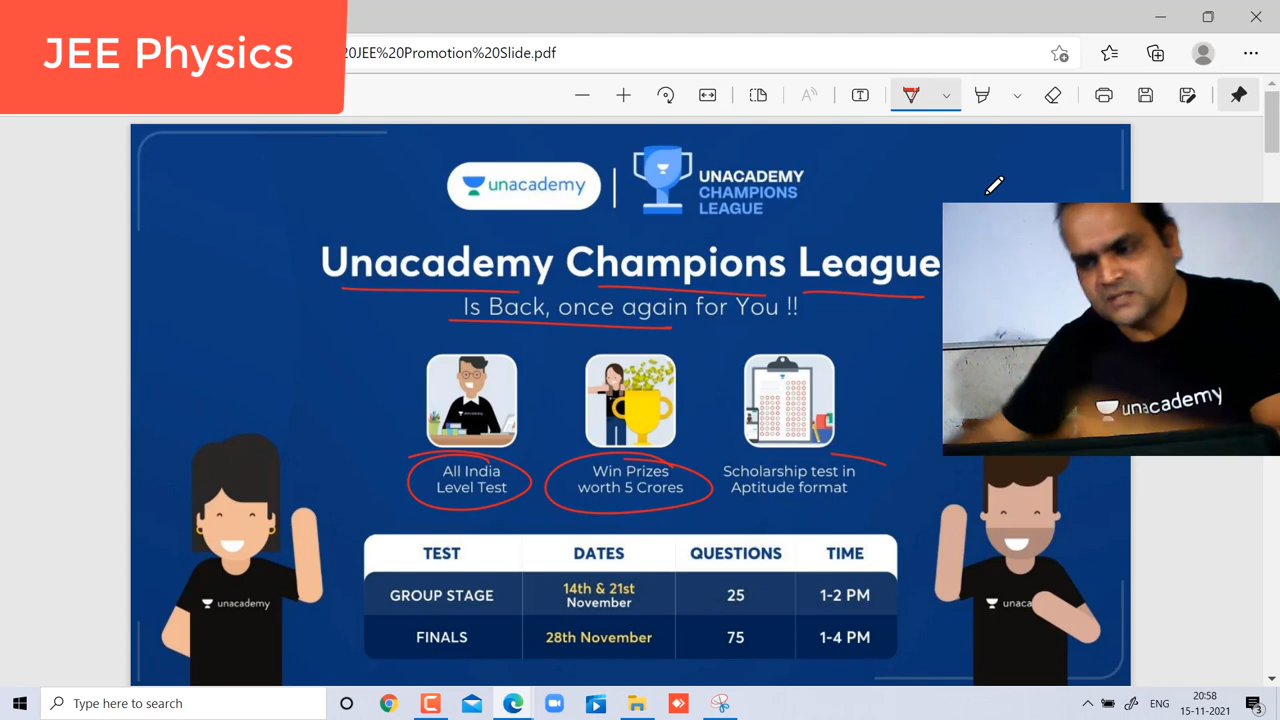 JEE Physics
20JEE%20Promotion%20Slide.pdf
unacademy
UNACADEMY
CHAMPIONS
LEAGUE
Unacademy Champions League
Is Back, once again for You !!
unacademy
All India
Level Test
Win Prizes
worth 5 Crores
Scholarship test in
Aptitude format
TEST DATES QUESTIONS TIME
GROUP STAGE 14th & 21st November 25 1-2 PM
FINALS 28th November 75 1-4 PM
unacademy
unaca
Type here to search
ENG
20:58
15-11-2021
3